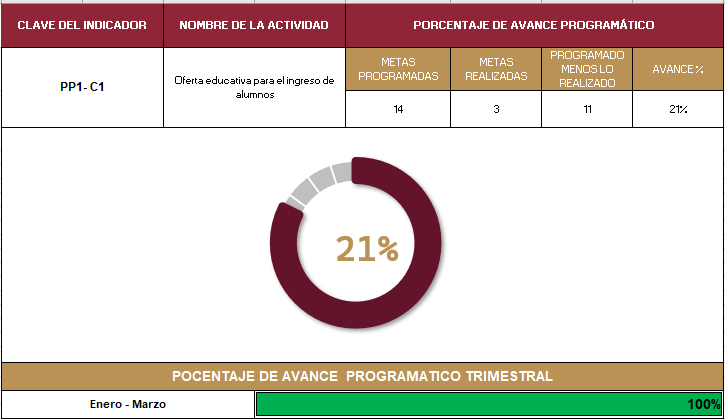 CLAVE DEL INDICADOR
NOMBRE DE LA ACTIVIDAD
PORCENTAJE DE AVANCE PROGRAMÁTICO
METAS PROGRAMADAS
METAS REALIZADAS
PROGRAMADO MENOS LO REALIZADO
AVANCE %
PP1- C1
Oferta educativa para el ingreso de alumnos
14
3
11
21%
21%
POCENTAJE DE AVANCE PROGRAMATICO TRIMESTRAL
Enero - Marzo
100%